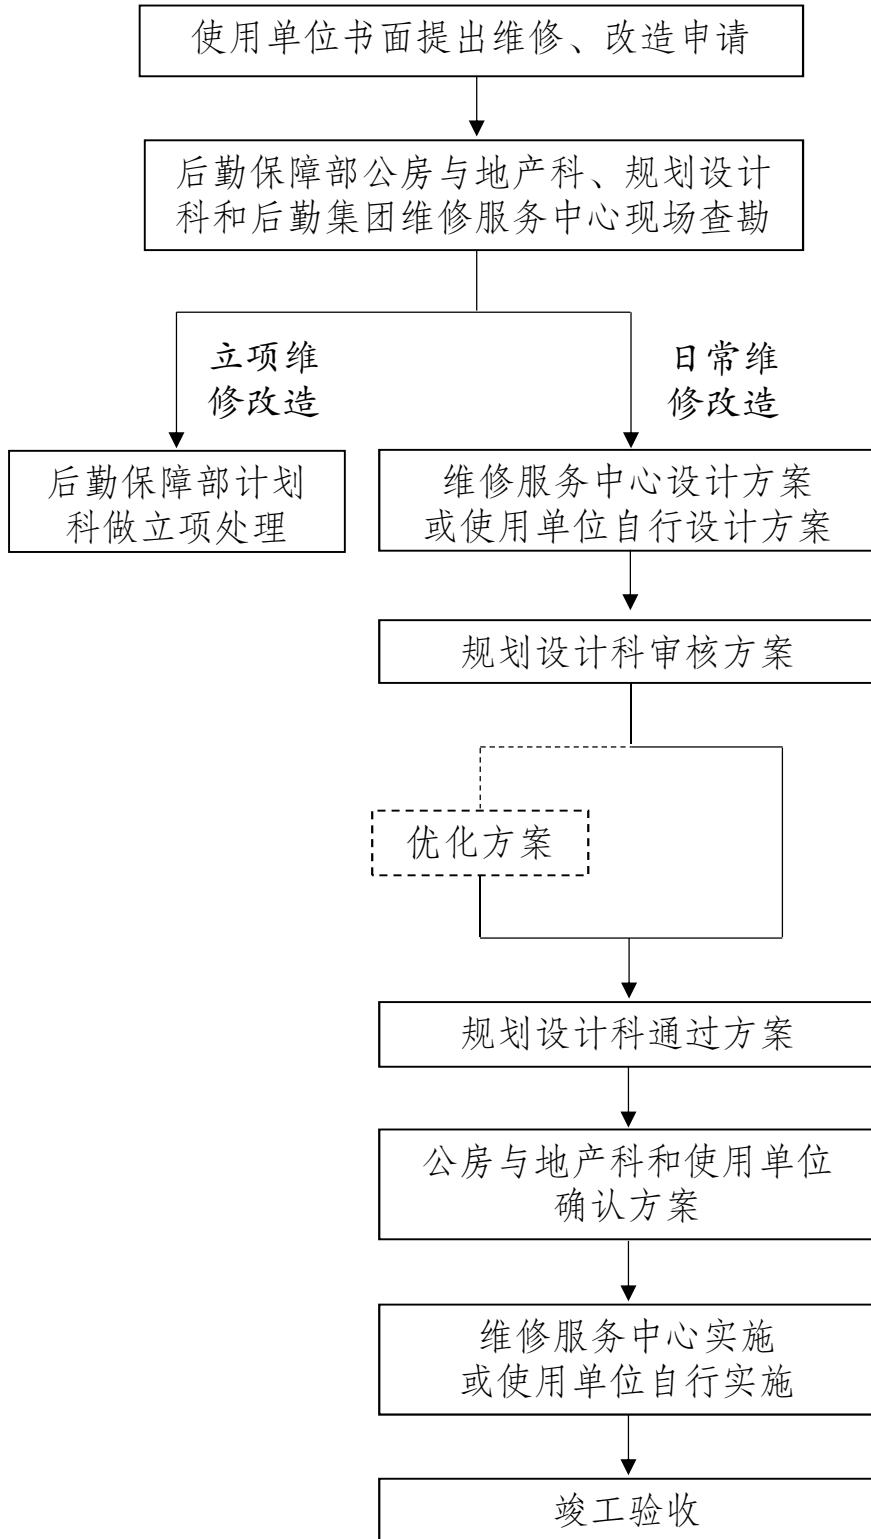 使用单位书面提出维修、改造申请
后勤保障部公房与地产科、规划设计
科和后勤集团维修服务中心现场查勘
立项维
修改造
日常维
修改造
后勤保障部计划
科做立项处理
维修服务中心设计方案
或使用单位自行设计方案
规划设计科审核方案
优化方案
规划设计科通过方案
公房与地产科和使用单位
确认方案
维修服务中心实施
或使用单位自行实施
竣工验收